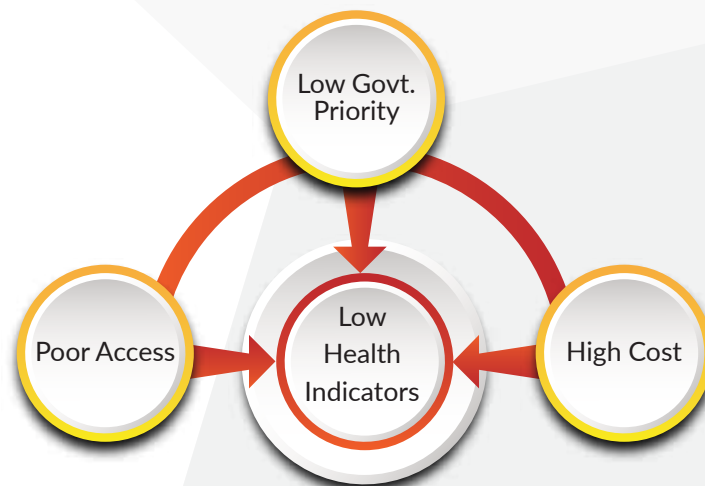 Low Govt.
Priority
Poor Access
Low
Health
Indicators
High Cost